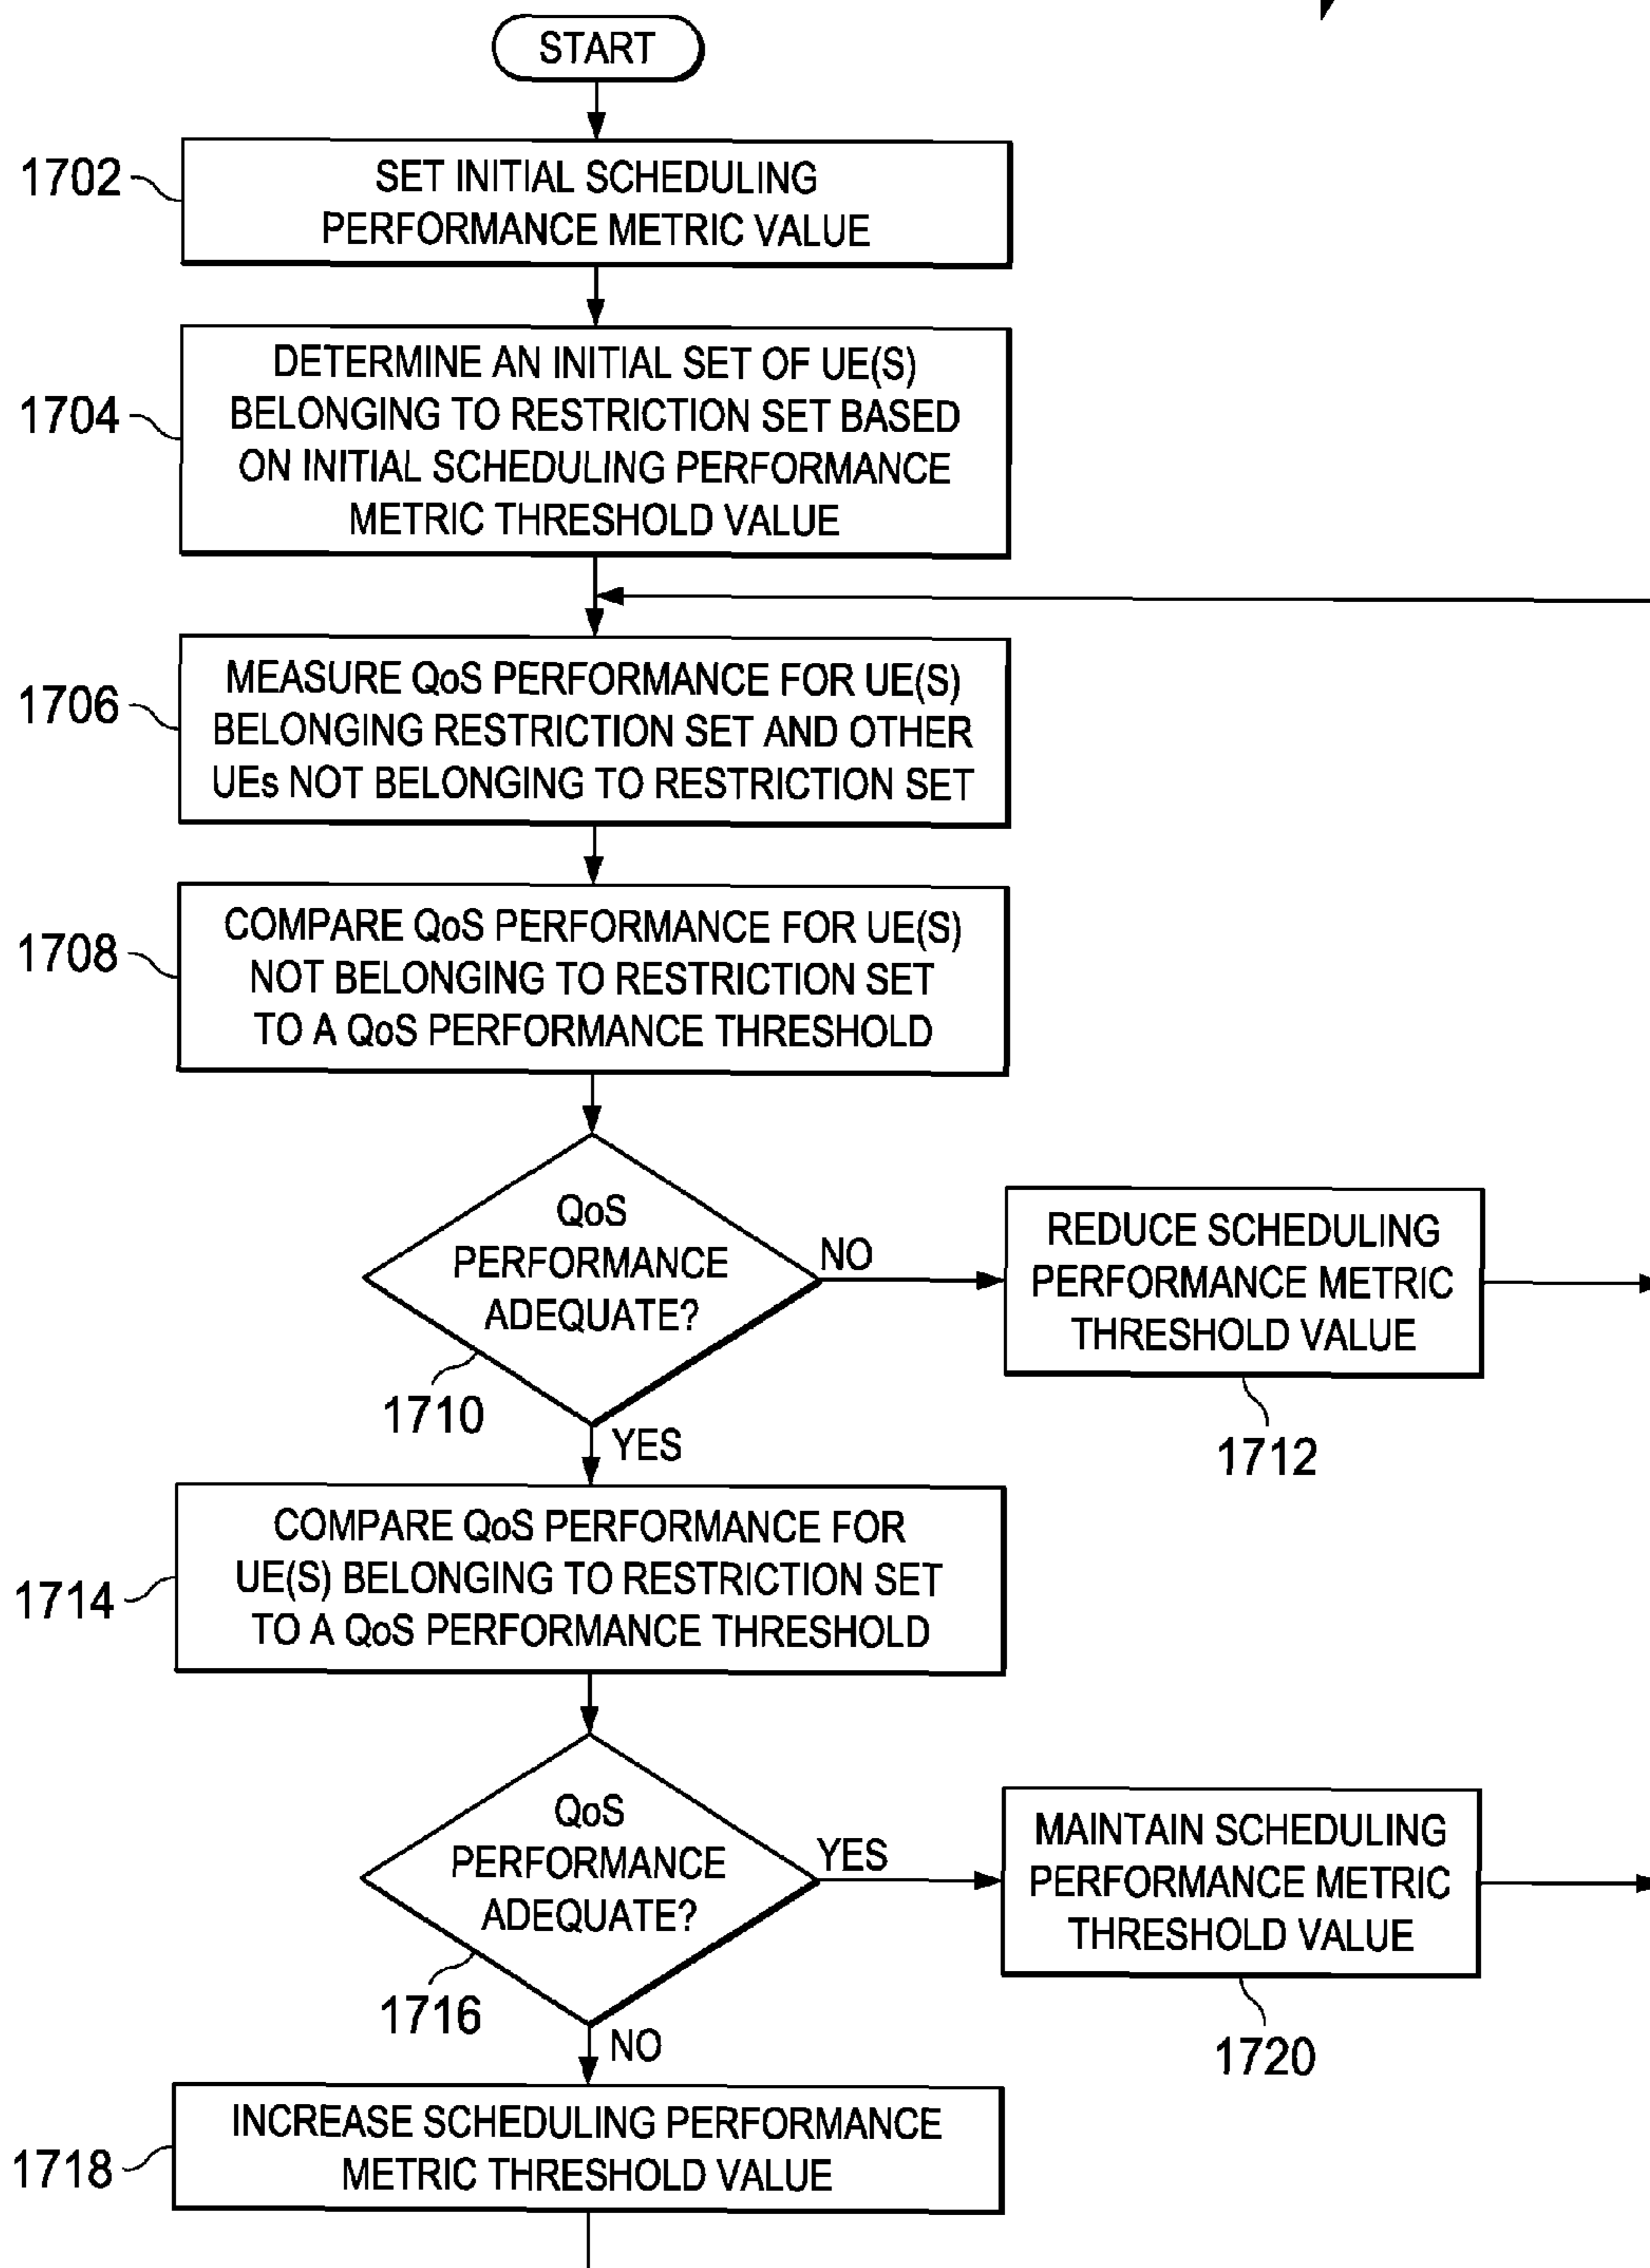 START
1702
SET INITIAL SCHEDULING
PERFORMANCE METRIC VALUE
1704
DETERMINE AN INITIAL SET OF UE(S)
BELONGING TO RESTRICTION SET BASED
ON INITIAL SCHEDULING PERFORMANCE
METRIC THRESHOLD VALUE
1706
MEASURE QoS PERFORMANCE FOR UE(S)
BELONGING RESTRICTION SET AND OTHER
UEs NOT BELONGING TO RESTRICTION SET
1708
COMPARE QoS PERFORMANCE FOR UE(S)
NOT BELONGING TO RESTRICTION SET
TO A QoS PERFORMANCE THRESHOLD
QoS
PERFORMANCE
ADEQUATE?
1710
NO
REDUCE SCHEDULING
PERFORMANCE METRIC
THRESHOLD VALUE
1712
YES
1714
COMPARE QoS PERFORMANCE FOR
UE(S) BELONGING TO RESTRICTION SET
TO A QoS PERFORMANCE THRESHOLD
QoS
PERFORMANCE
ADEQUATE?
1716
YES
MAINTAIN SCHEDULING
PERFORMANCE METRIC
THRESHOLD VALUE
1720
NO
1718
INCREASE SCHEDULING PERFORMANCE
METRIC THRESHOLD VALUE